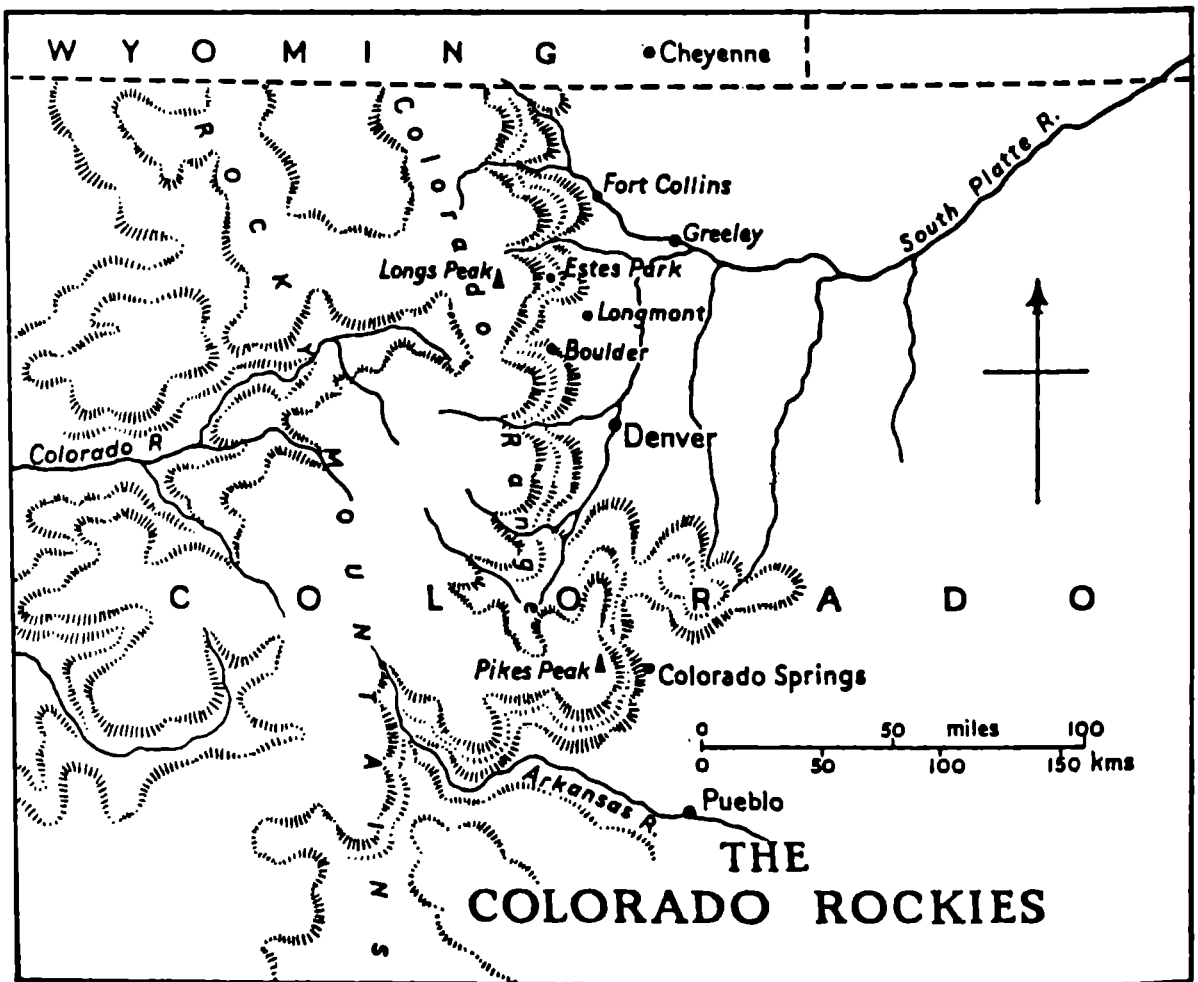 WYOMING
Cheyenne
ROCKY MOUNTAINS
Colorado Range
Fort Collins
South Platte R.
Greeley
Longs Peak
Estes Park
Longmont
Boulder
Denver
Colorado R
COLORADO
Pikes Peak
Colorado Springs
0 50 miles 100
0 50 100 150 kms
Arkansas R.
Pueblo
THE
COLORADO ROCKIES